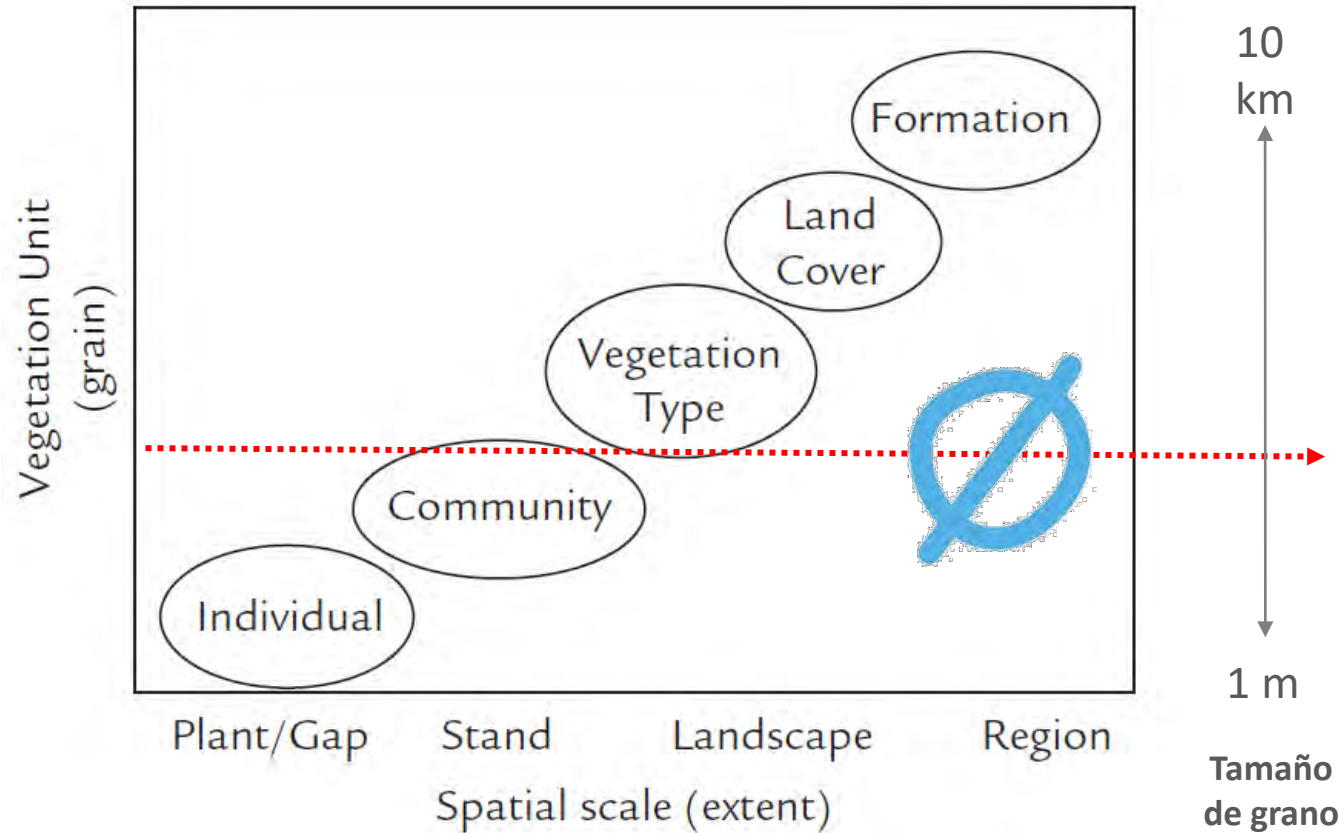 10
km
Formation
Land
Cover
Vegetation
Type
Community
Individual
Vegetation Unit
(grain)
1 m
Plant/Gap Stand Landscape Region
Spatial scale (extent)
Tamaño
de grano